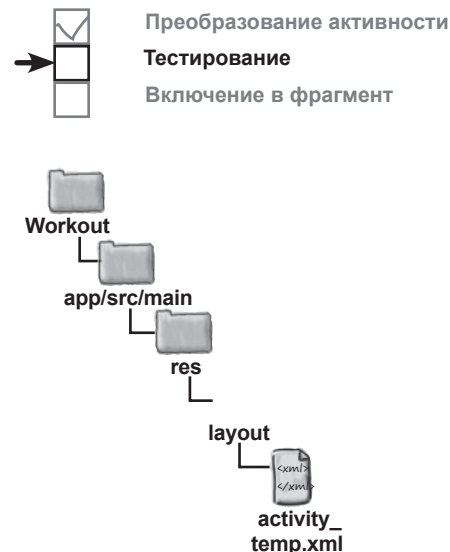 Преобразование активности
Тестирование
Включение в фрагмент
Workout
app/src/main
res
layout
<xml>
</xml>
activity_
temp.xml